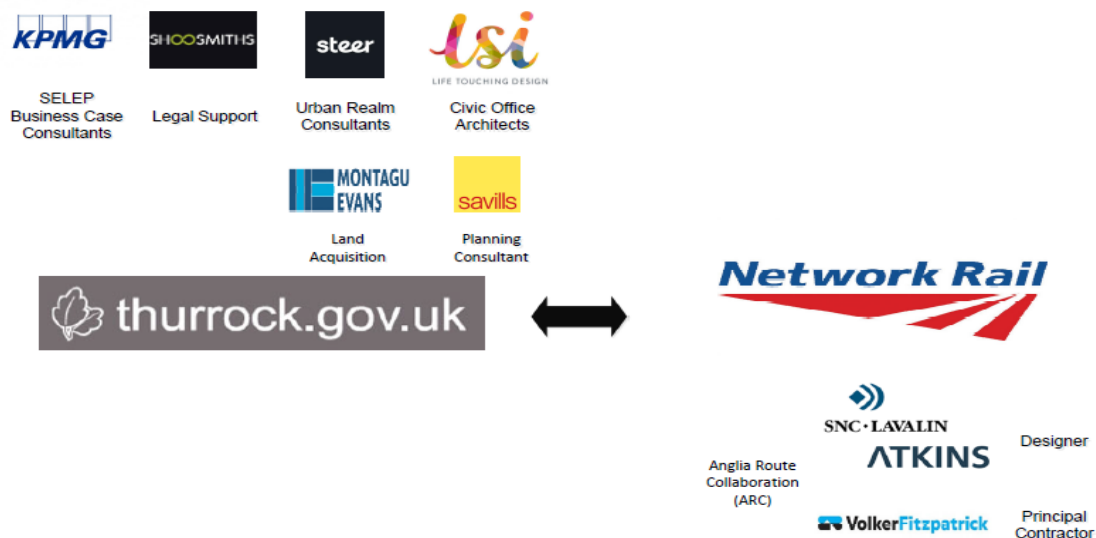 KPMG
SHOOSMITHS
steer
lsi
LIFE TOUCHING DESIGN
SELEP
Business Case
Consultants
Legal Support
Urban Realm
Consultants
Civic Office
Architects
MONTAGU
EVANS
savills
Land
Acquisition
Planning
Consultant
thurrock.gov.uk
Network Rail
SNC·LAVALIN
ATKINS
Designer
Anglia Route
Collaboration
(ARC)
VolkerFitzpatrick
Principal
Contractor